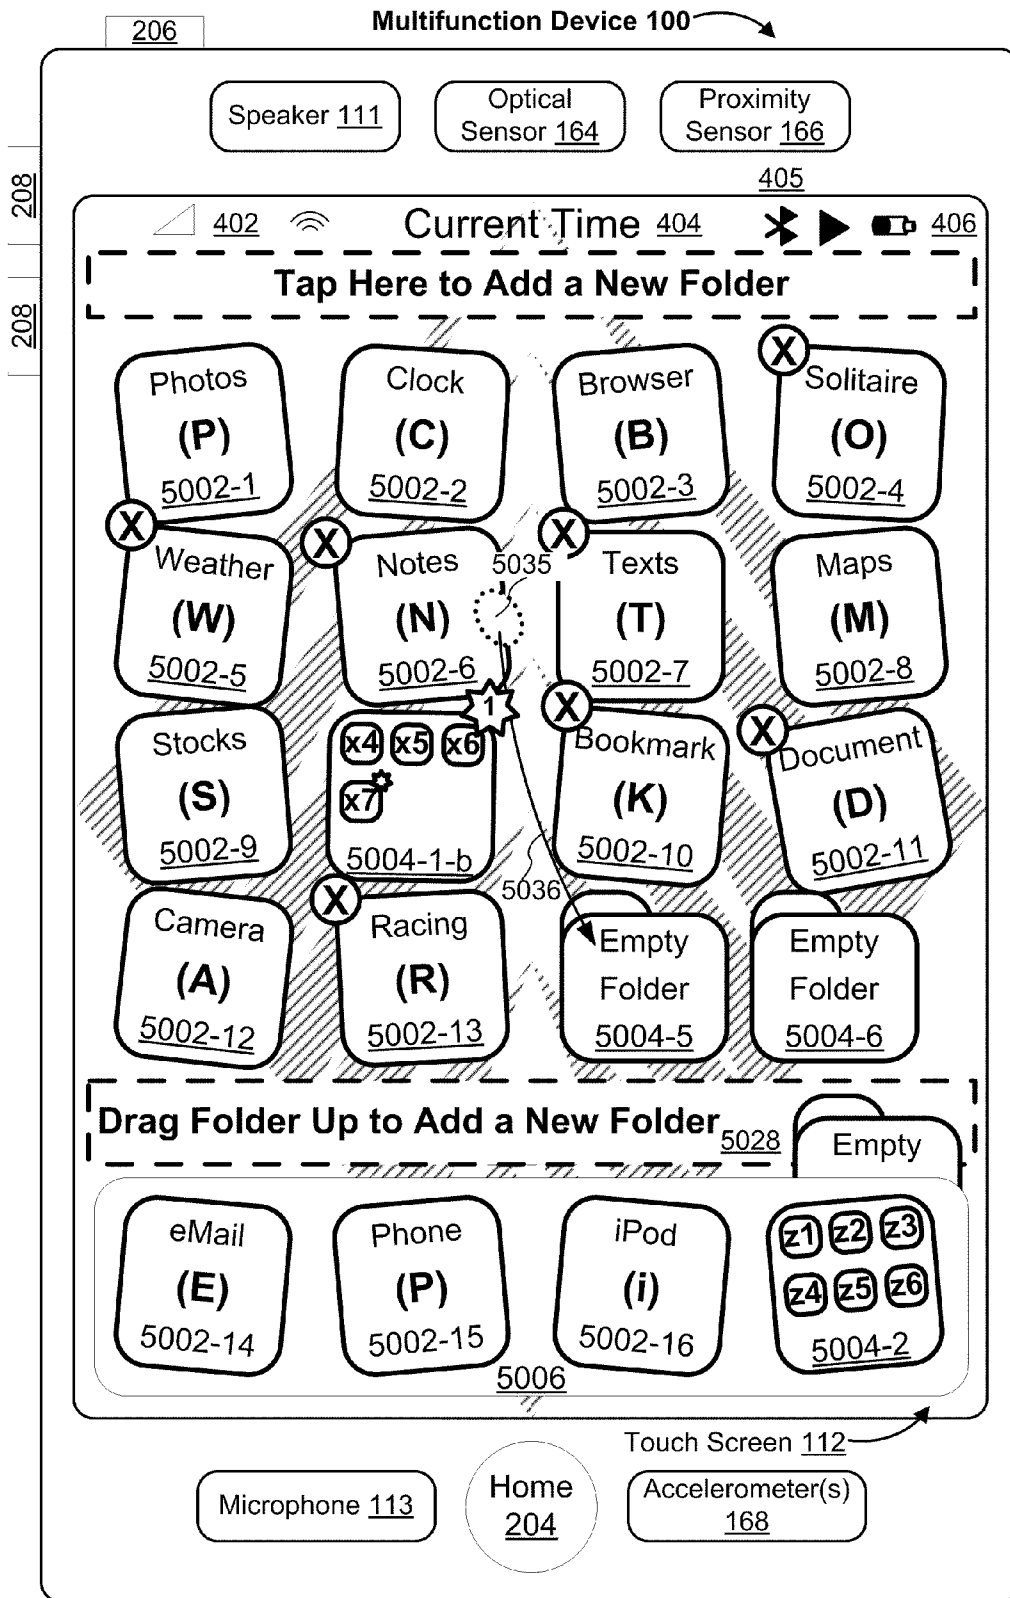 Multifunction Device 100
206
Speaker 111
Optical
Sensor 164
Proximity
Sensor 166
208
208
405
402
Current Time 404
406
Tap Here to Add a New Folder
Photos
(P)
5002-1
Clock
(C)
5002-2
Browser
(B)
5002-3
X
Solitaire
(O)
5002-4
X
Weather
(W)
5002-5
X
Notes
(N)
5002-6
5035
X
Texts
(T)
5002-7
Maps
(M)
5002-8
Stocks
(S)
5002-9
1
x4 x5 x6
x7
5004-1-b
5036
X
Bookmark
(K)
5002-10
X
Document
(D)
5002-11
Camera
(A)
5002-12
X
Racing
(R)
5002-13
Empty
Folder
5004-5
Empty
Folder
5004-6
Drag Folder Up to Add a New Folder
5028
Empty
eMail
(E)
5002-14
Phone
(P)
5002-15
iPod
(i)
5002-16
z1 z2 z3
z4 z5 z6
5004-2
5006
Touch Screen 112
Microphone 113
Home
204
Accelerometer(s)
168